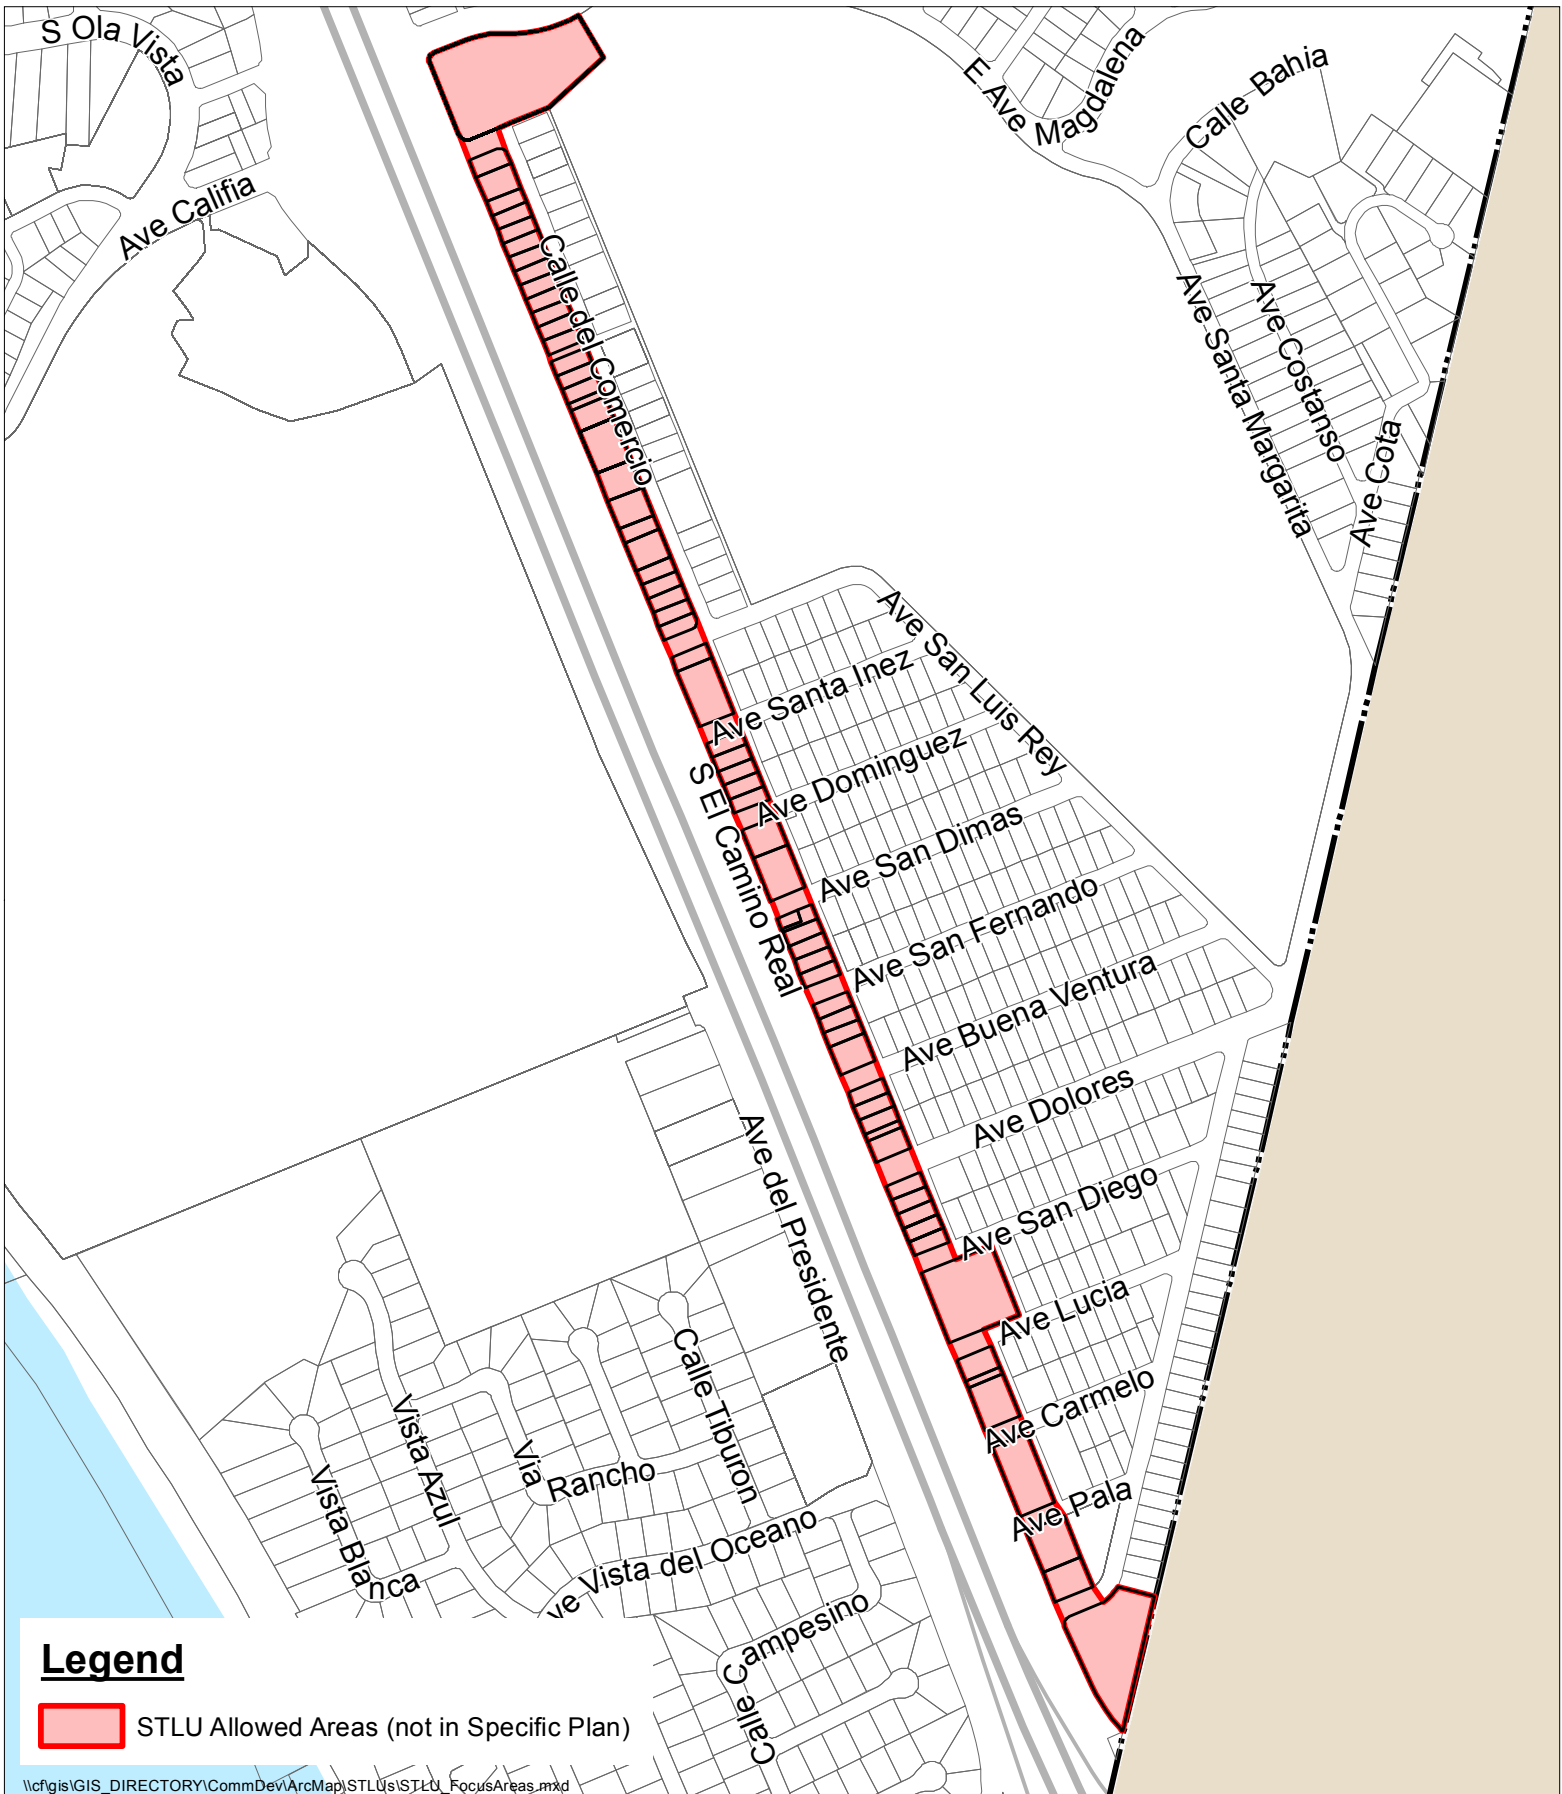 S Ola Vista
E Ave Magdalena
Calle Bahia
Ave Califia
Calle del Comercio
Ave Santa Margarita
Ave Costanso
Ave Cota
Ave San Luis Rey
Ave Santa Inez
Ave Dominguez
S El Camino Real
Ave San Dimas
Ave San Fernando
Ave Buena Ventura
Ave Dolores
Ave del Presidente
Ave San Diego
Ave Lucia
Calle Tiburon
Ave Carmelo
Vista Azul
Via Rancho
Vista Blanca
Ave Pala
ve Vista del Oceano
Calle Campesino
Legend
STLU Allowed Areas (not in Specific Plan)
\\cf\gis\GIS_DIRECTORY\CommDev\ArcMap\STLUs\STLU_FocusAreas.mxd